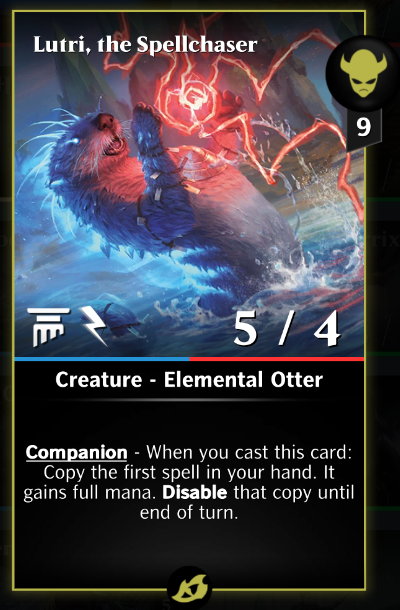 Lutri, the Spellchaser
9
5 / 4
Creature - Elemental Otter
Companion - When you cast this card:
Copy the first spell in your hand. It
gains full mana. Disable that copy until
end of turn.